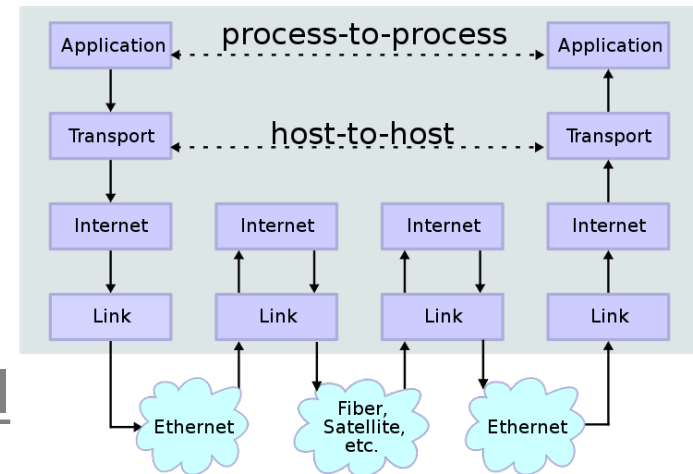 process-to-process
Application
Application
host-to-host
Transport
Transport
Internet
Internet
Internet
Internet
Link
Link
Link
Link
Ethernet
Fiber,
Satellite,
etc.
Ethernet